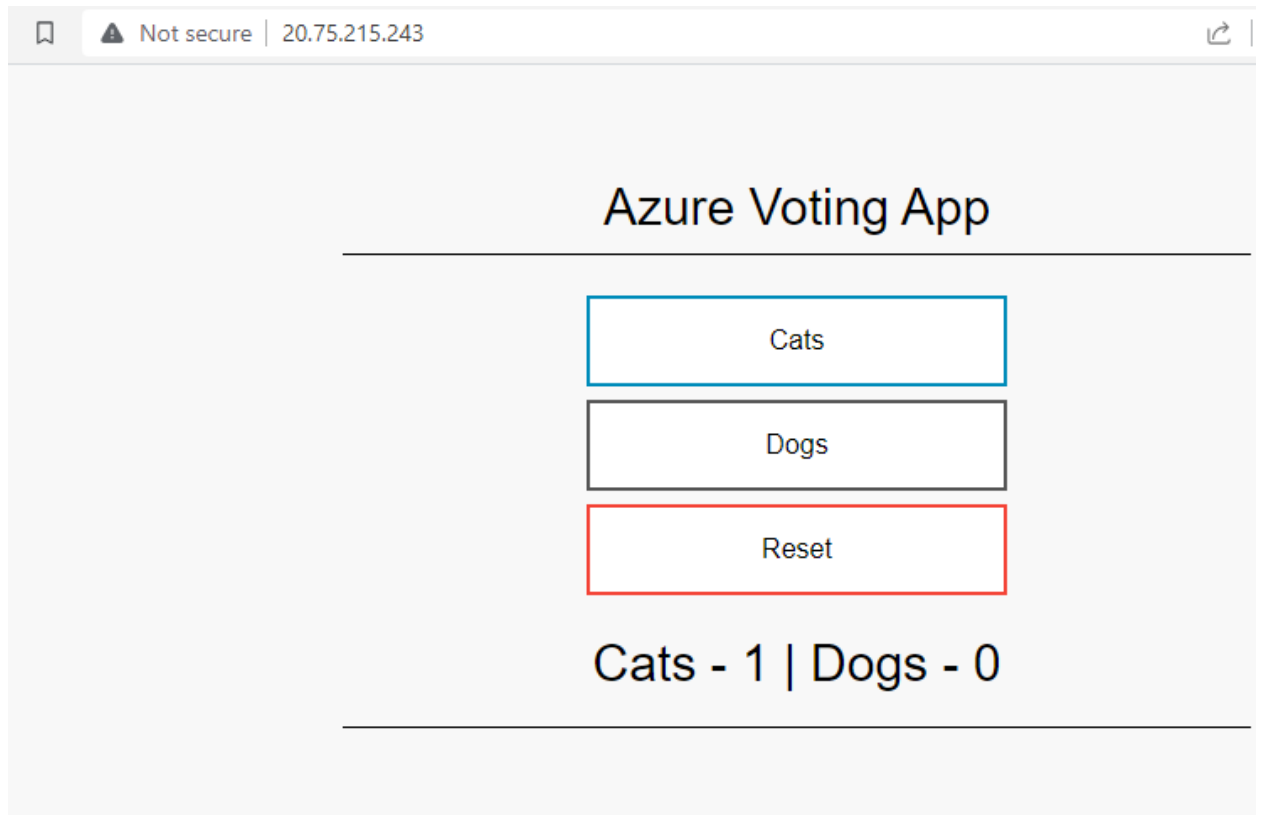 Not secure | 20.75.215.243
Azure Voting App
Cats
Dogs
Reset
Cats - 1 | Dogs - 0